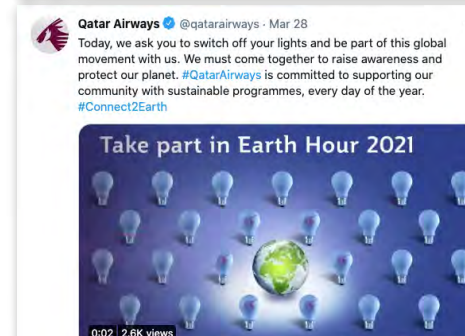 Qatar Airways @qatarairways · Mar 28
Today, we ask you to switch off your lights and be part of this global
movement with us. We must come together to raise awareness and
protect our planet. #QatarAirways is committed to supporting our
community with sustainable programmes, every day of the year.
#Connect2Earth
Take part in Earth Hour 2021
0:02 2.6K views